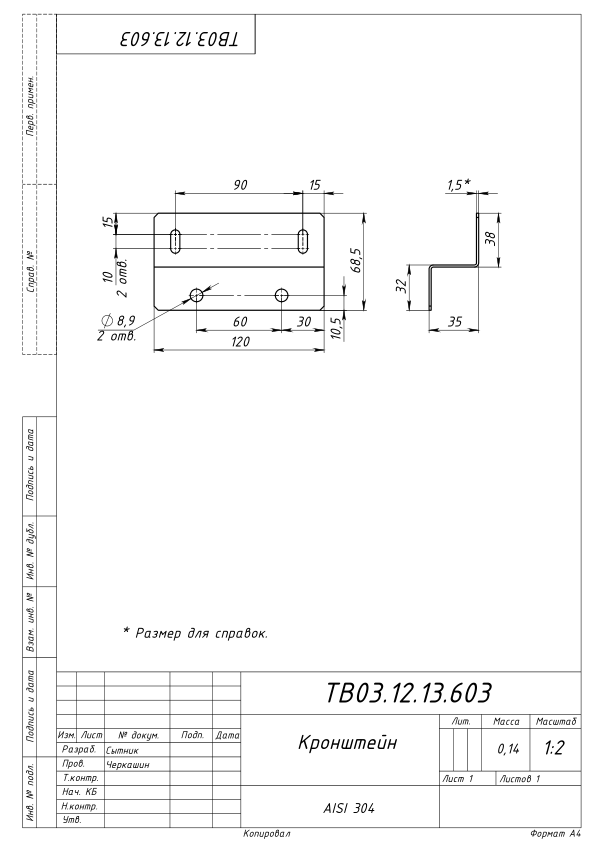 ТВ03.12.13.603
Перв. примен.
Справ. №
Подпись и дата
Инв. № дубл.
Взам. инв. №
Подпись и дата
Инв. № подл.
90
15
1,5*
15
10
2 отв.
68,5
38
32
35
∅ 8,9
2 отв.
60
30
10,5
120
* Размер для справок.
ТВ03.12.13.603
Изм. Лист № докум. Подп. Дата
Разраб. Сытник
Пров. Черкашин
Т.контр.
Нач. КБ
Н.контр.
Утв.
Кронштейн
Лит. Масса Масштаб
0,14 1:2
Лист 1 Листов 1
AISI 304
Копировал Формат А4